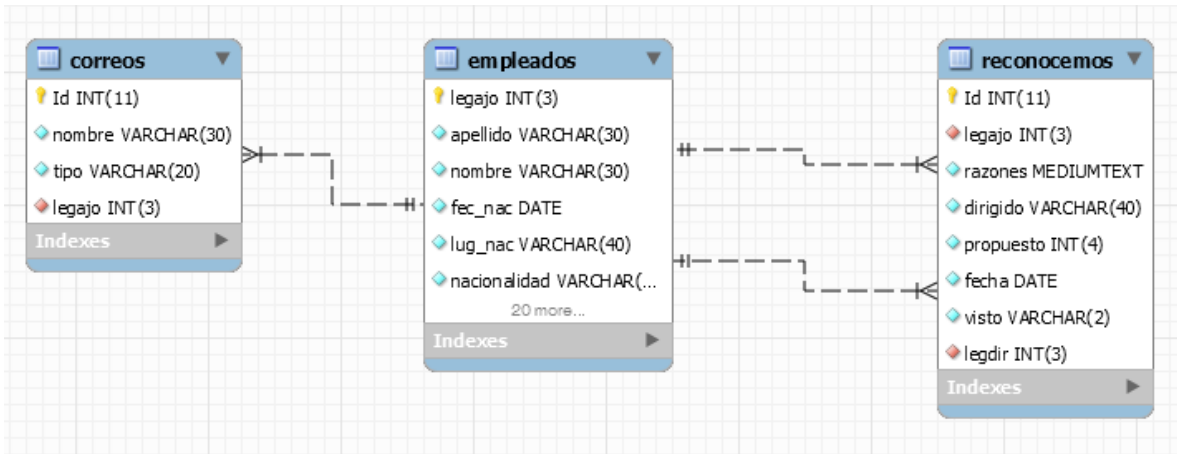 correos
Id INT(11)
nombre VARCHAR(30)
tipo VARCHAR(20)
legajo INT(3)
Indexes
empleados
legajo INT(3)
apellido VARCHAR(30)
nombre VARCHAR(30)
fec_nac DATE
lug_nac VARCHAR(40)
nacionalidad VARCHAR(...
20 more...
Indexes
reconocemos
Id INT(11)
legajo INT(3)
razones MEDIUMTEXT
dirigido VARCHAR(40)
propuesto INT(4)
fecha DATE
visto VARCHAR(2)
legdir INT(3)
Indexes